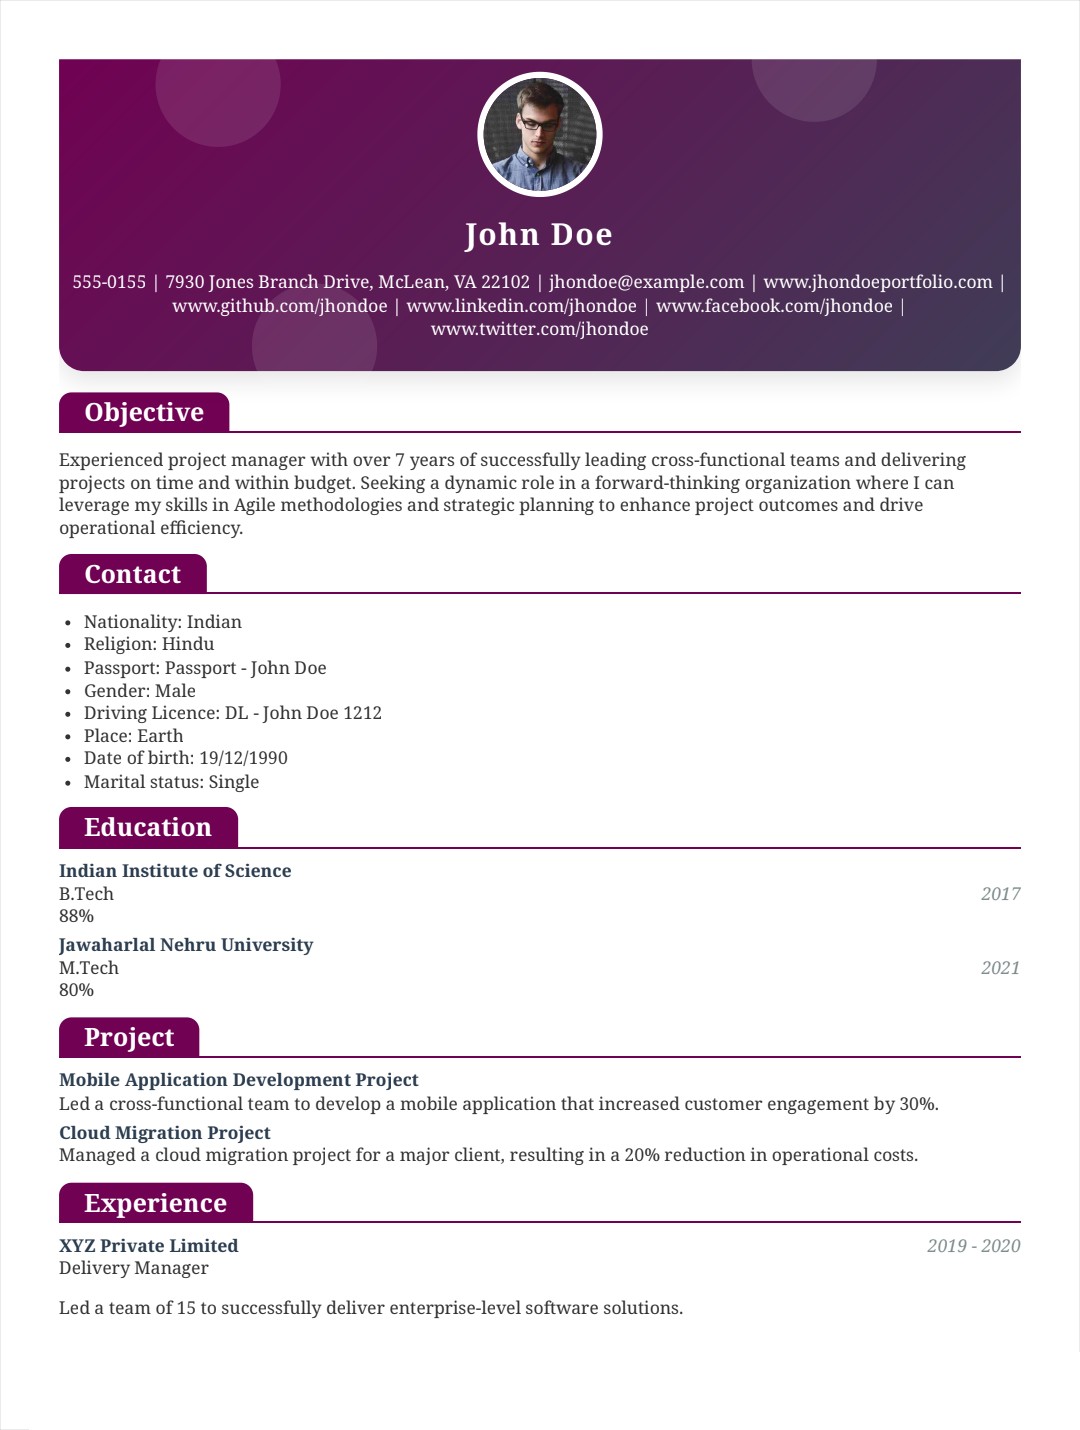 John Doe
555-0155 | 7930 Jones Branch Drive, McLean, VA 22102 | jhondoe@example.com | www.jhondoeportfolio.com |
www.github.com/jhondoe | www.linkedin.com/jhondoe | www.facebook.com/jhondoe |
www.twitter.com/jhondoe
Objective
Experienced project manager with over 7 years of successfully leading cross-functional teams and delivering
projects on time and within budget. Seeking a dynamic role in a forward-thinking organization where I can
leverage my skills in Agile methodologies and strategic planning to enhance project outcomes and drive
operational efficiency.
Contact
• Nationality: Indian
• Religion: Hindu
• Passport: Passport - John Doe
• Gender: Male
• Driving Licence: DL - John Doe 1212
• Place: Earth
• Date of birth: 19/12/1990
• Marital status: Single
Education
Indian Institute of Science
B.Tech 2017
88%
Jawaharlal Nehru University
M.Tech 2021
80%
Project
Mobile Application Development Project
Led a cross-functional team to develop a mobile application that increased customer engagement by 30%.
Cloud Migration Project
Managed a cloud migration project for a major client, resulting in a 20% reduction in operational costs.
Experience
XYZ Private Limited 2019 - 2020
Delivery Manager
Led a team of 15 to successfully deliver enterprise-level software solutions.